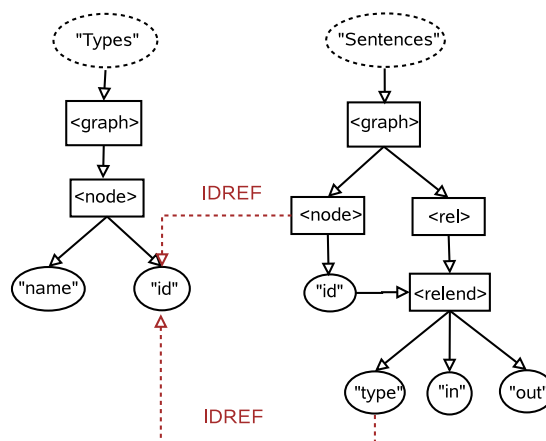 "Types"
"Sentences"
<graph>
<graph>
<node>
IDREF
<node>
<rel>
"name"
"id"
"id"
<relend>
"type"
"in"
"out"
IDREF